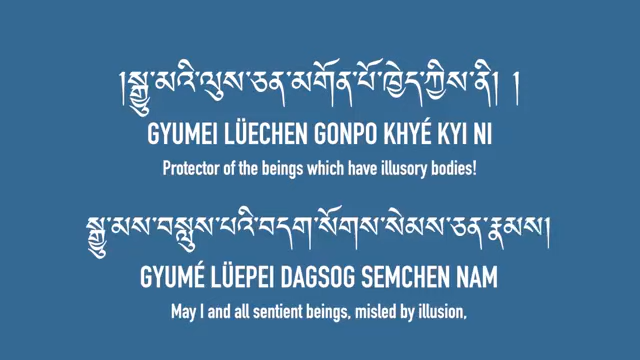 །སྒྱུ་མའི་ལུས་ཅན་མགོན་པོ་ཁྱེད་ཀྱིས་ནི། །
GYUMEI LÜECHEN GONPO KHYÉ KYI NI
Protector of the beings which have illusory bodies!
སྒྱུ་མས་བསླུས་པའི་བདག་སོགས་སེམས་ཅན་རྣམས།
GYUMÉ LÜEPEI DAGSOG SEMCHEN NAM
May I and all sentient beings, misled by illusion,